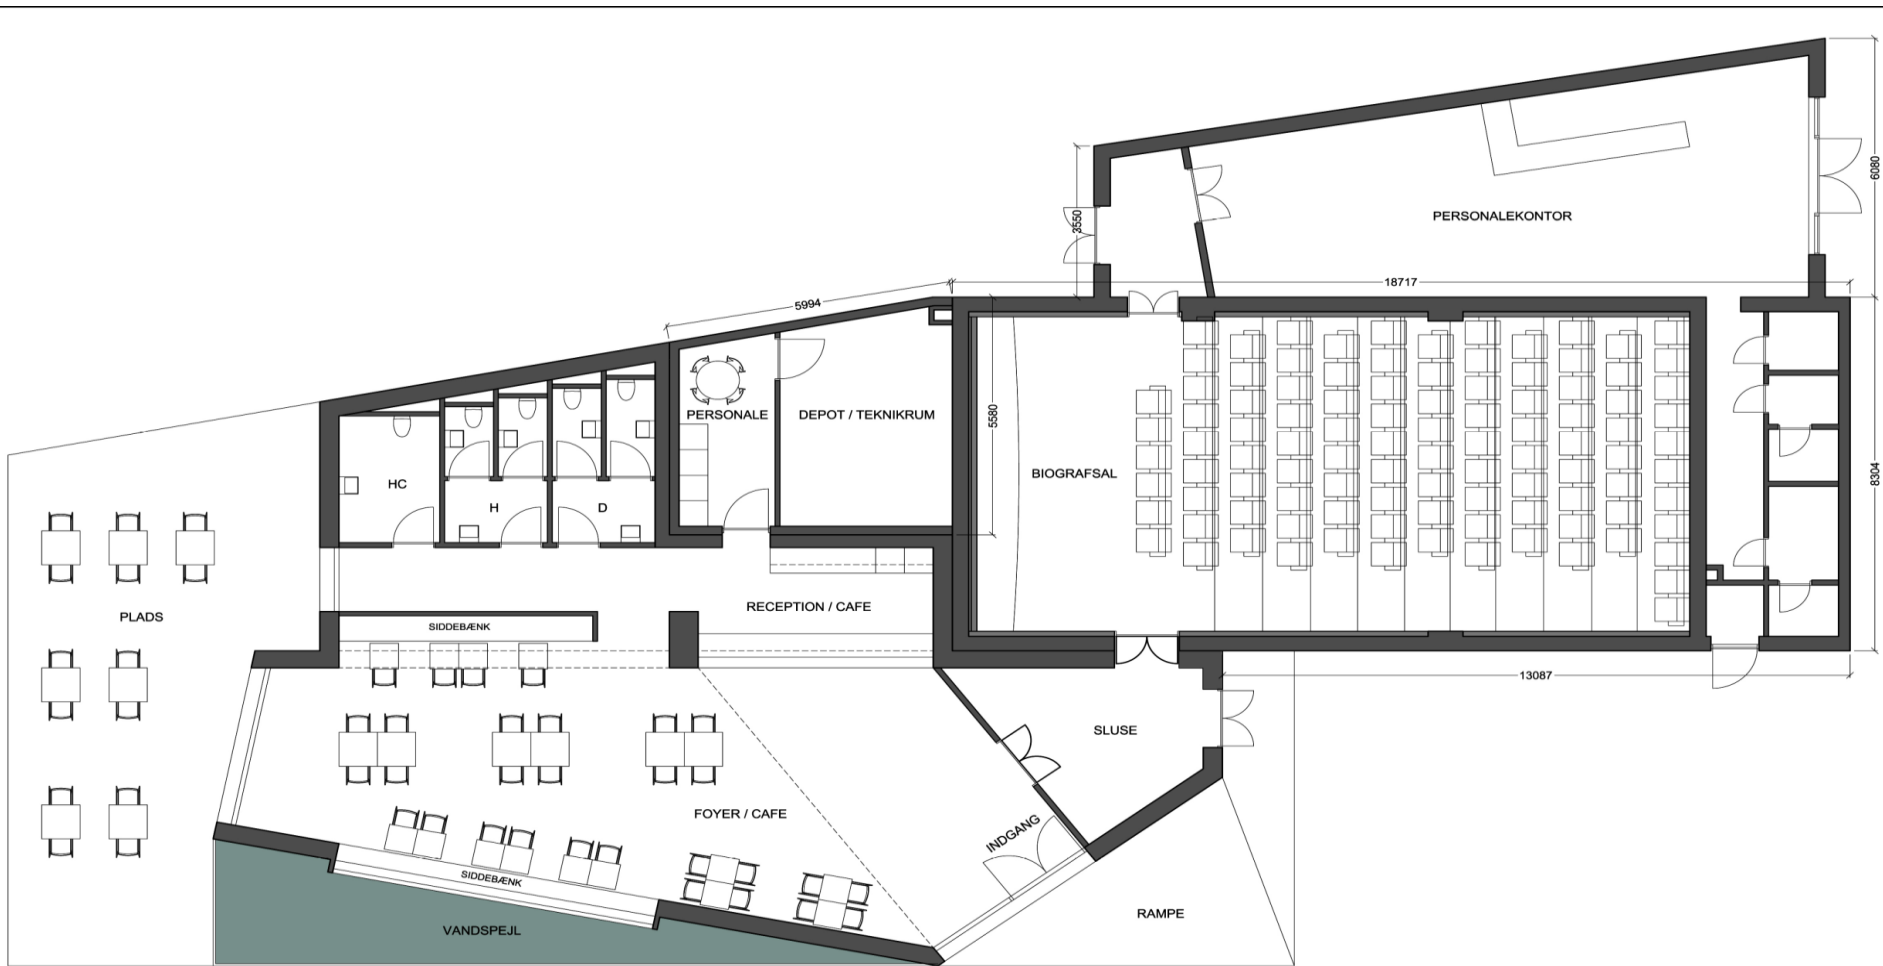 6080
3550
PERSONALEKONTOR
18717
5994
PERSONALE
DEPOT / TEKNIKRUM
5580
BIOGRAFSAL
8304
HC
H
D
PLADS
RECEPTION / CAFE
SIDDEBÆNK
13087
SLUSE
FOYER / CAFE
INDGANG
SIDDEBÆNK
RAMPE
VANDSPEJL